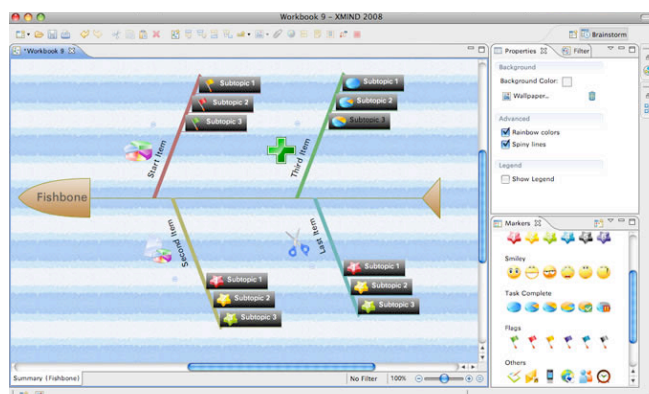 Workbook 9 – XMIND 2008
Brainstorm
*Workbook 9
Properties
Filter
Background
Background Color:
Wallpaper...
Advanced
Rainbow colors
Spiny lines
Legend
Show Legend
Subtopic 1
Subtopic 2
Subtopic 3
Start Item
Subtopic 1
Subtopic 2
Subtopic 3
Third Item
Fishbone
Second Item
Subtopic 1
Subtopic 2
Subtopic 3
Last Item
Subtopic 1
Subtopic 2
Subtopic 3
Markers
Smiley
Task Complete
Flags
Others
Summary (Fishbone)
No Filter
100%